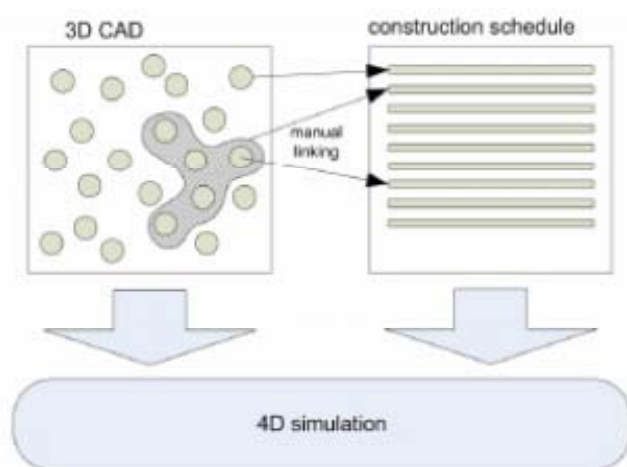 3D CAD
construction schedule
manual
linking
4D simulation